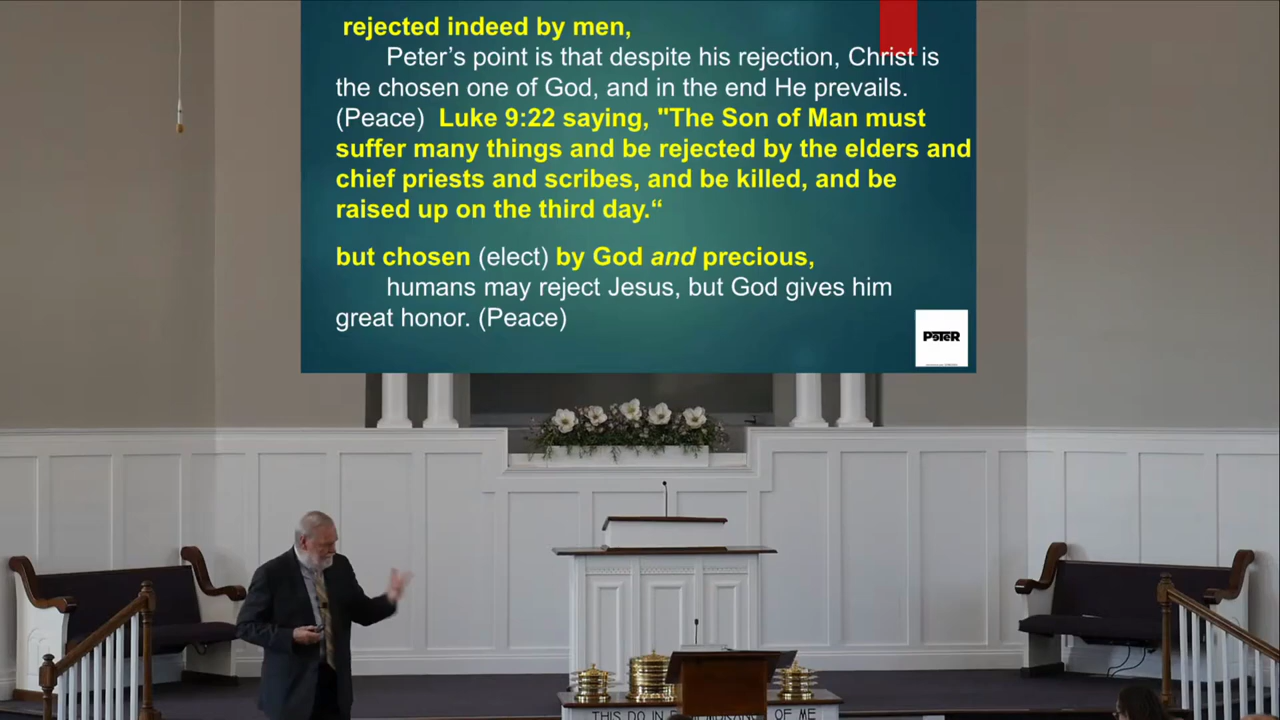 rejected indeed by men,
Peter’s point is that despite his rejection, Christ is
the chosen one of God, and in the end He prevails.
(Peace) Luke 9:22 saying, "The Son of Man must
suffer many things and be rejected by the elders and
chief priests and scribes, and be killed, and be
raised up on the third day.“
but chosen (elect) by God and precious,
humans may reject Jesus, but God gives him
great honor. (Peace)
PeTeR
THIS DO IN OF ME